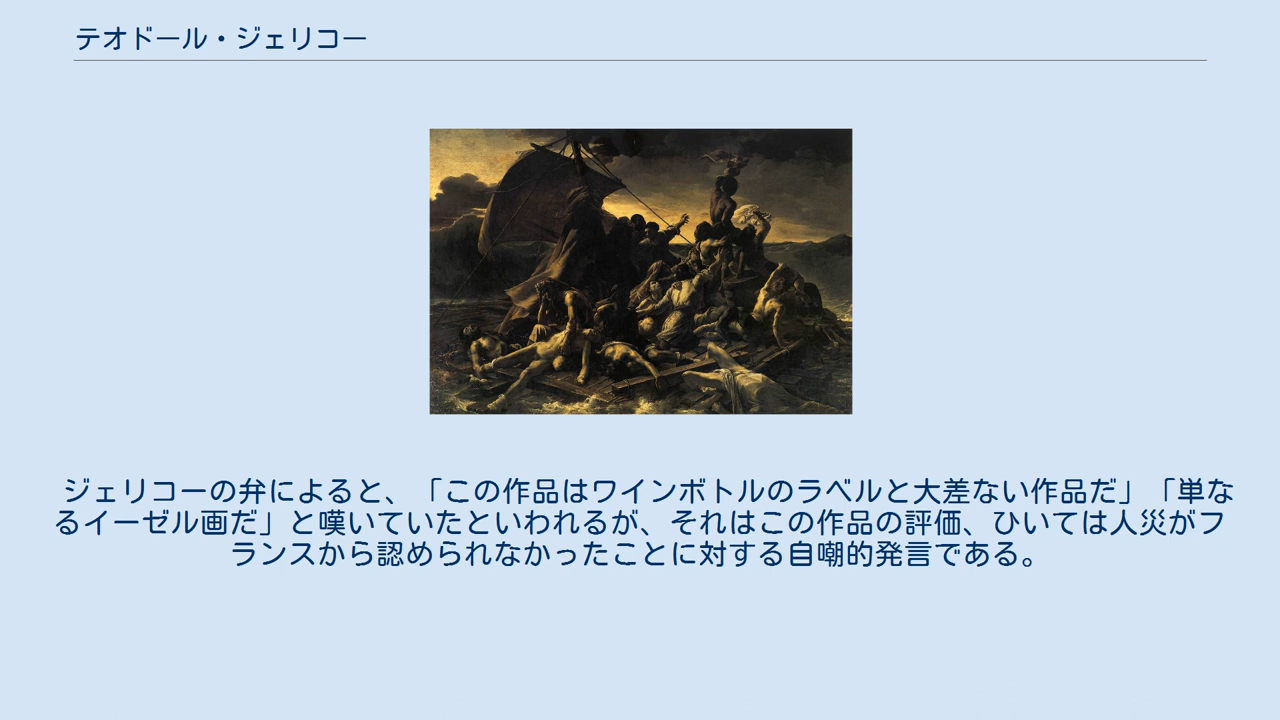 テオドール・ジェリコー
ジェリコーの弁によると、「この作品はワインボトルのラベルと大差ない作品だ」「単な
るイーゼル画だ」と嘆いていたといわれるが、それはこの作品の評価、ひいては人災がフ
ランスから認められなかったことに対する自嘲的発言である。